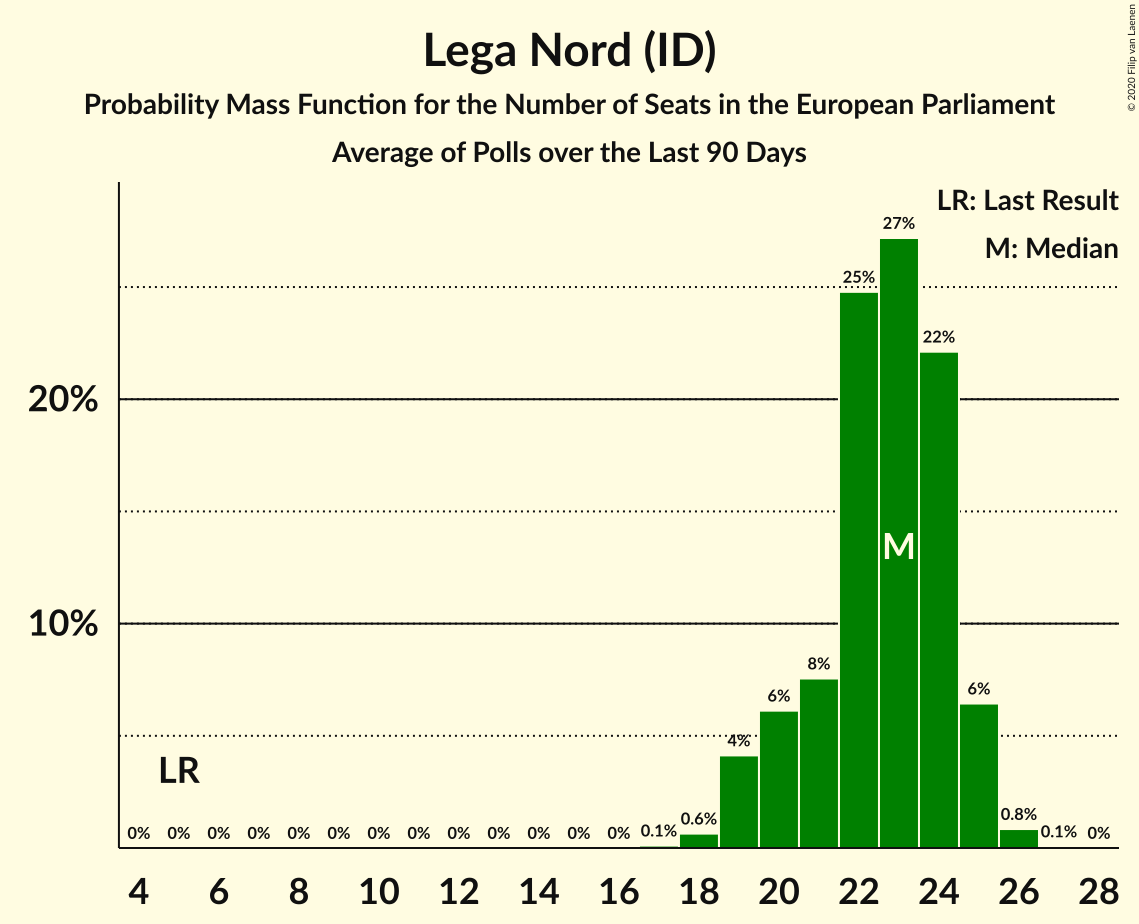 Lega Nord (ID)
Probability Mass Function for the Number of Seats in the European Parliament
Average of Polls over the Last 90 Days
© 2020 Filip van Laenen
LR: Last Result
M: Median
27%
25%
22%
20%
M
10%
8%
6%
6%
4%
LR
0% 0% 0% 0% 0% 0% 0% 0% 0% 0% 0% 0% 0% 0.1% 0.6% 0.8% 0.1% 0%
4 6 8 10 12 14 16 18 20 22 24 26 28